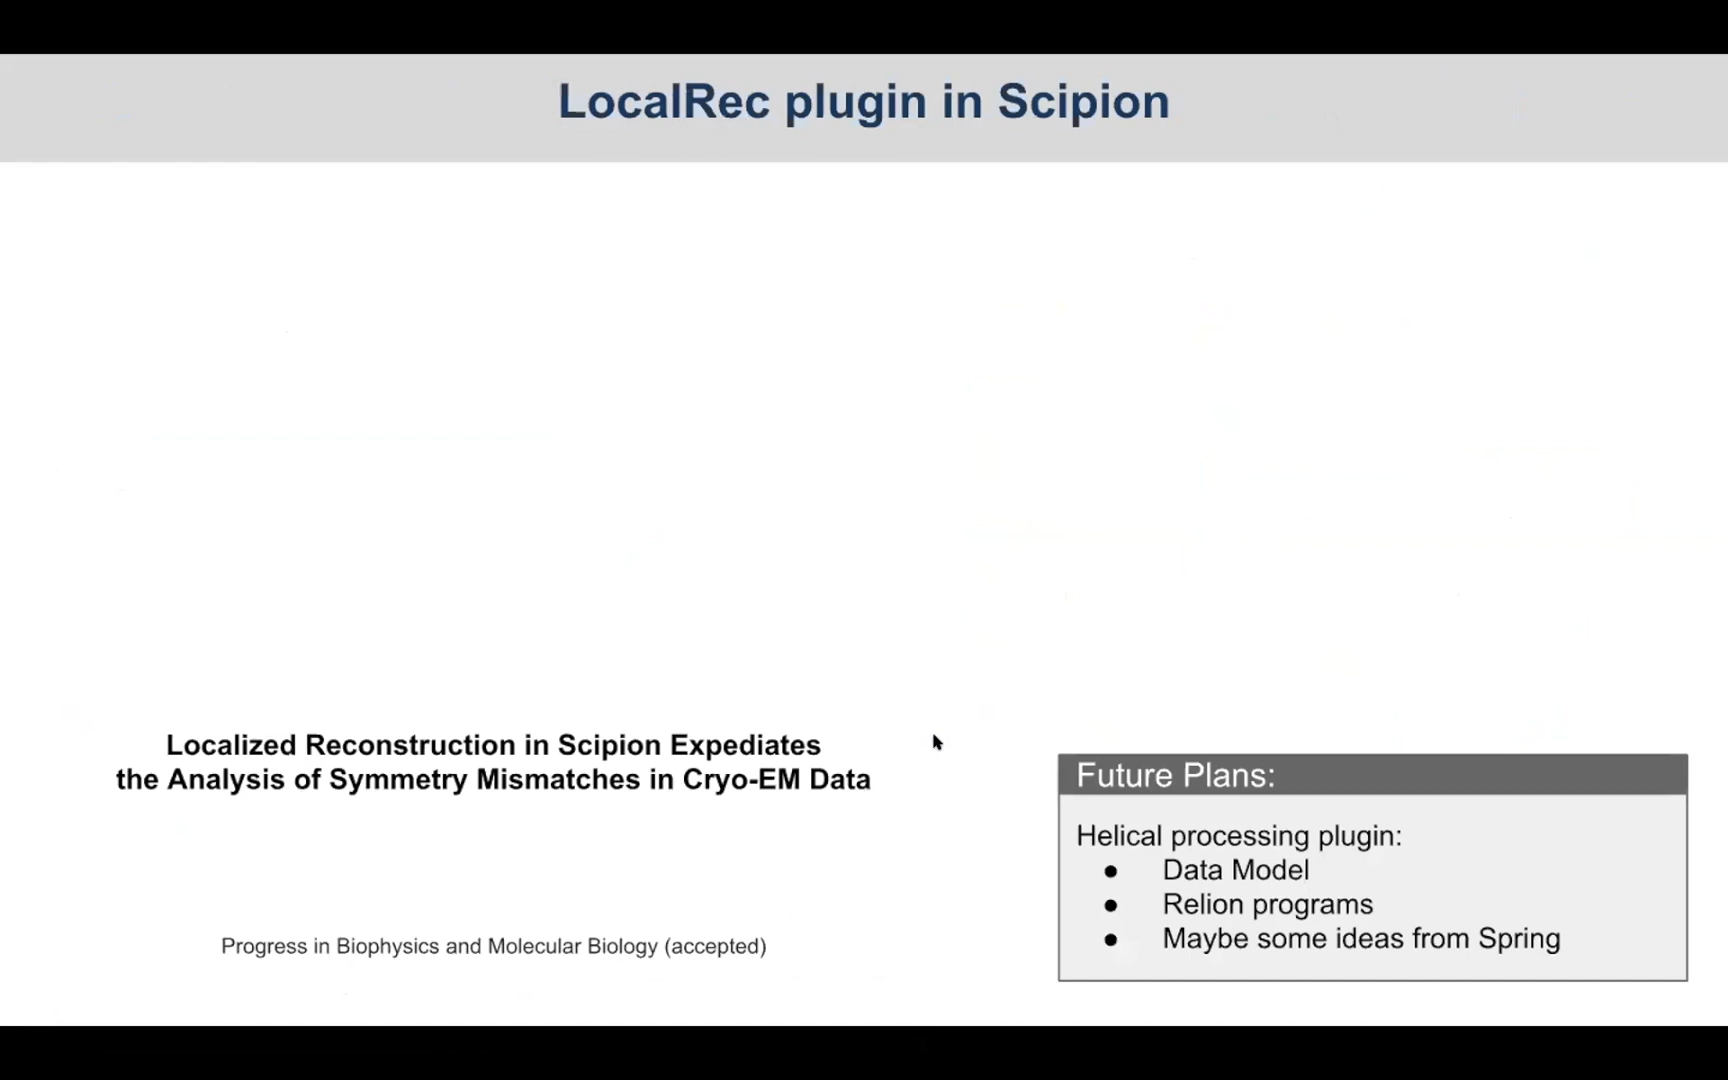 LocalRec plugin in Scipion
Localized Reconstruction in Scipion Expediates
the Analysis of Symmetry Mismatches in Cryo-EM Data
Progress in Biophysics and Molecular Biology (accepted)
Future Plans:
Helical processing plugin:
● Data Model
● Relion programs
● Maybe some ideas from Spring